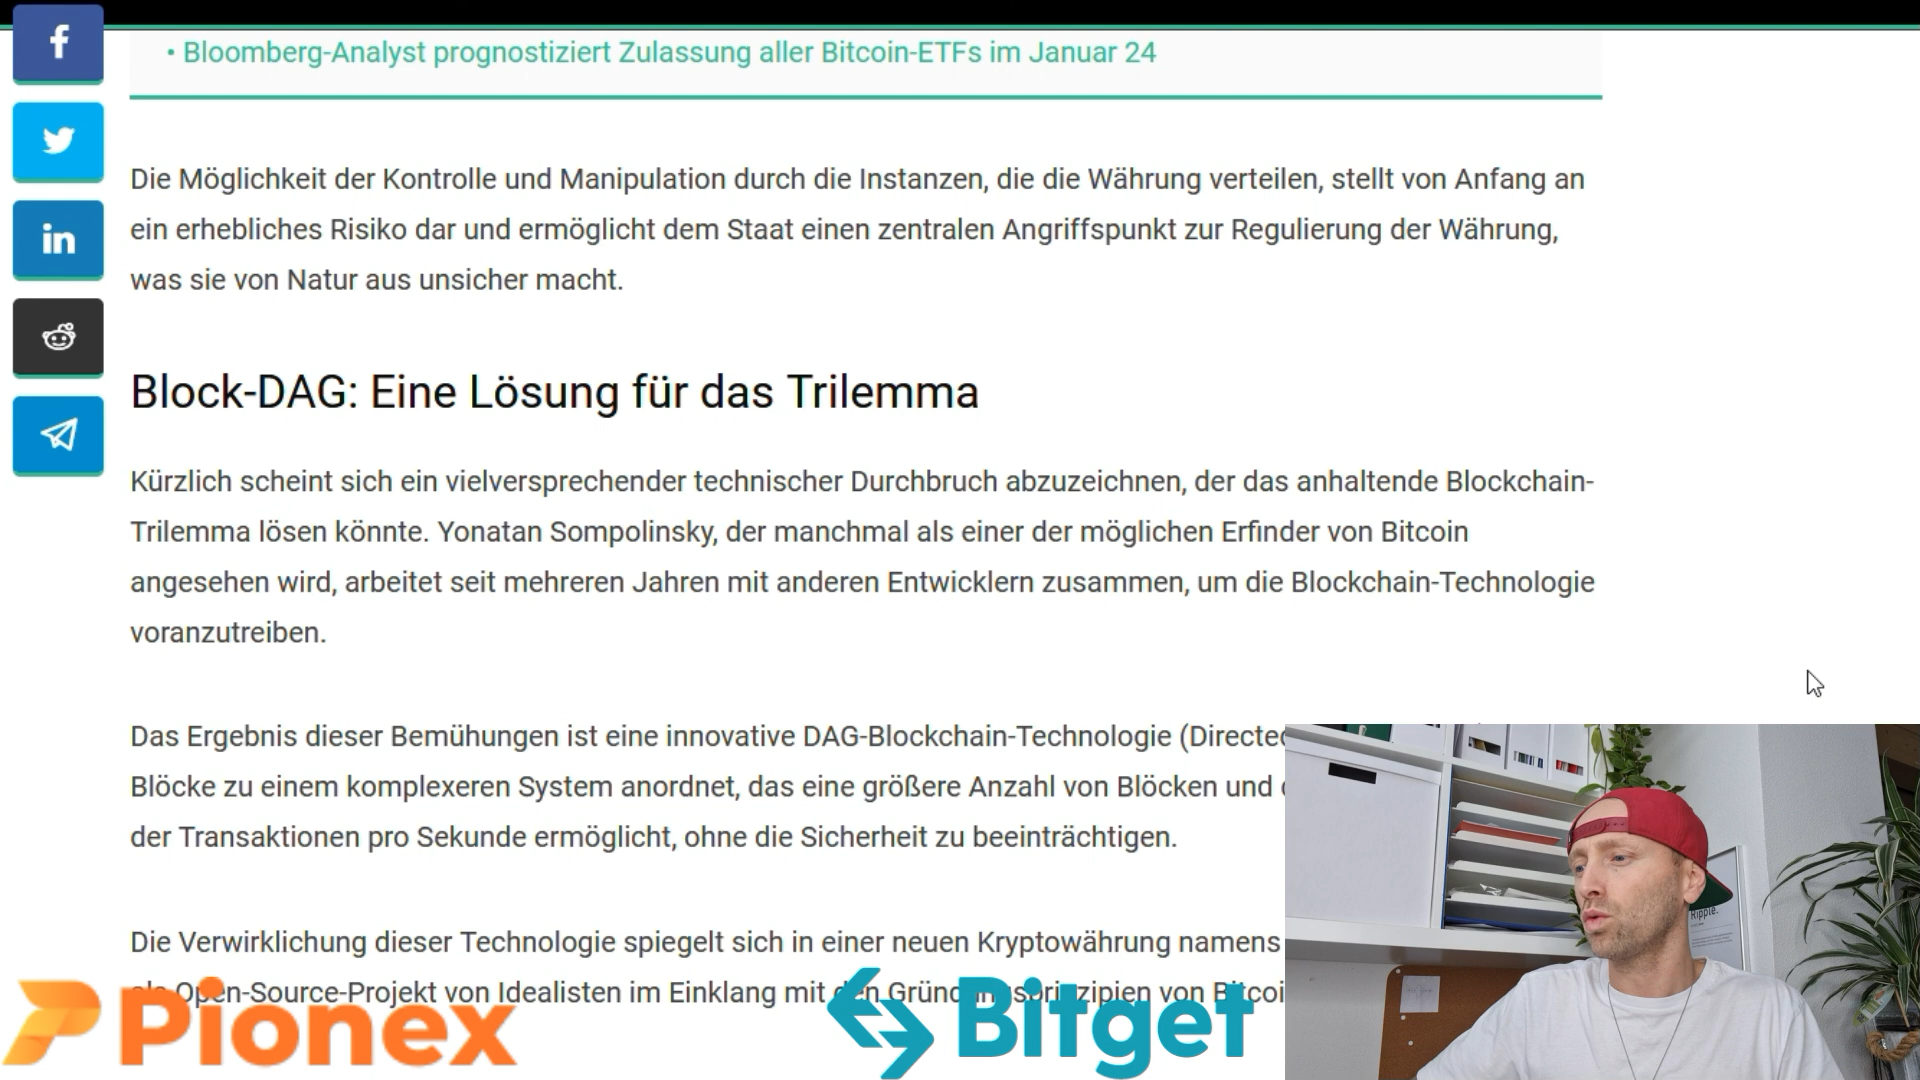 • Bloomberg-Analyst prognostiziert Zulassung aller Bitcoin-ETFs im Januar 24
Die Möglichkeit der Kontrolle und Manipulation durch die Instanzen, die die Währung verteilen, stellt von Anfang an
ein erhebliches Risiko dar und ermöglicht dem Staat einen zentralen Angriffspunkt zur Regulierung der Währung,
was sie von Natur aus unsicher macht.
Block-DAG: Eine Lösung für das Trilemma
Kürzlich scheint sich ein vielversprechender technischer Durchbruch abzuzeichnen, der das anhaltende Blockchain-
Trilemma lösen könnte. Yonatan Sompolinsky, der manchmal als einer der möglichen Erfinder von Bitcoin
angesehen wird, arbeitet seit mehreren Jahren mit anderen Entwicklern zusammen, um die Blockchain-Technologie
voranzutreiben.
Das Ergebnis dieser Bemühungen ist eine innovative DAG-Blockchain-Technologie (Directed
Blöcke zu einem komplexeren System anordnet, das eine größere Anzahl von Blöcken und
der Transaktionen pro Sekunde ermöglicht, ohne die Sicherheit zu beeinträchtigen.
Die Verwirklichung dieser Technologie spiegelt sich in einer neuen Kryptowährung namens
als Open-Source-Projekt von Idealisten im Einklang mit den Gründungsprinzipien von Bitcoi
Pionex
Bitget
Ripple.